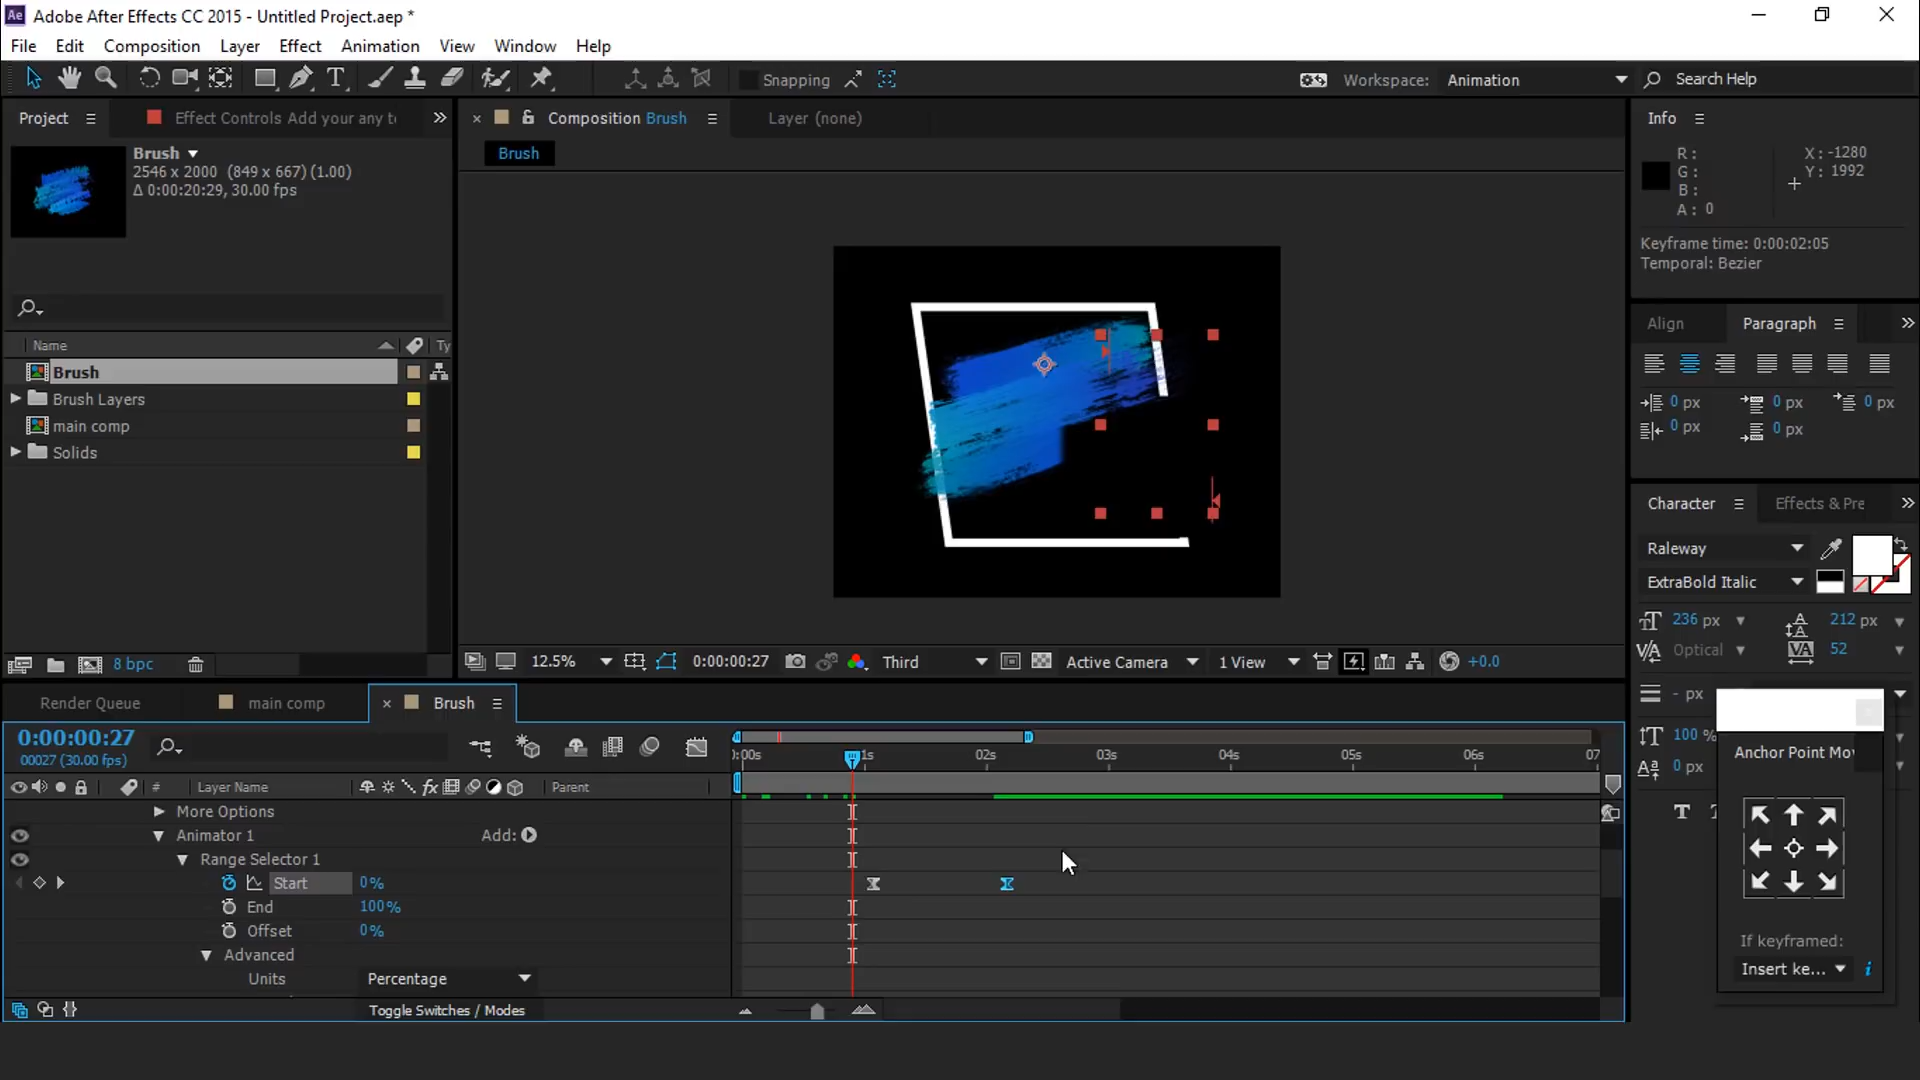 Ae Adobe After Effects CC 2015 - Untitled Project.aep *
File Edit Composition Layer Effect Animation View Window Help
Snapping
Workspace: Animation
Search Help
Project
Effect Controls Add your any t
Brush
2546 x 2000 (849 x 667) (1.00)
Δ 0:00:20:29, 30.00 fps
Name Ty
Brush
Brush Layers
main comp
Solids
8 bpc
Composition Brush
Layer (none)
Brush
12.5%
0:00:00:27
Third
Active Camera
1 View
+0.0
Info
R:
G:
B:
A: 0
X: -1280
Y: 1992
Keyframe time: 0:00:02:05
Temporal: Bezier
Align Paragraph
0 px 0 px 0 px
0 px 0 px
Character Effects & Pre
Raleway
ExtraBold Italic
236 px 212 px
Optical 52
- px
100 %
0 px
T
Anchor Point Mov
If keyframed:
Insert ke...
Render Queue main comp Brush
0:00:00:27
00027 (30.00 fps)
# Layer Name Parent
:00s 1s 02s 03s 04s 05s 06s 07
More Options
Animator 1 Add:
Range Selector 1
Start 0%
End 100%
Offset 0%
Advanced
Units Percentage
Toggle Switches / Modes